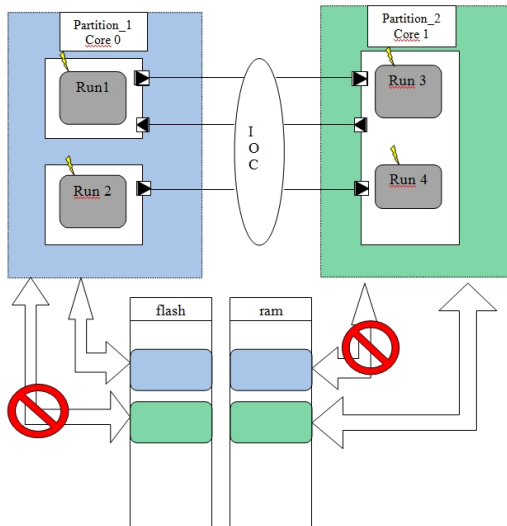 Partition_1
Core 0
Partition_2
Core 1
Run1
Run 3
I
O
C
Run 2
Run 4
flash
ram